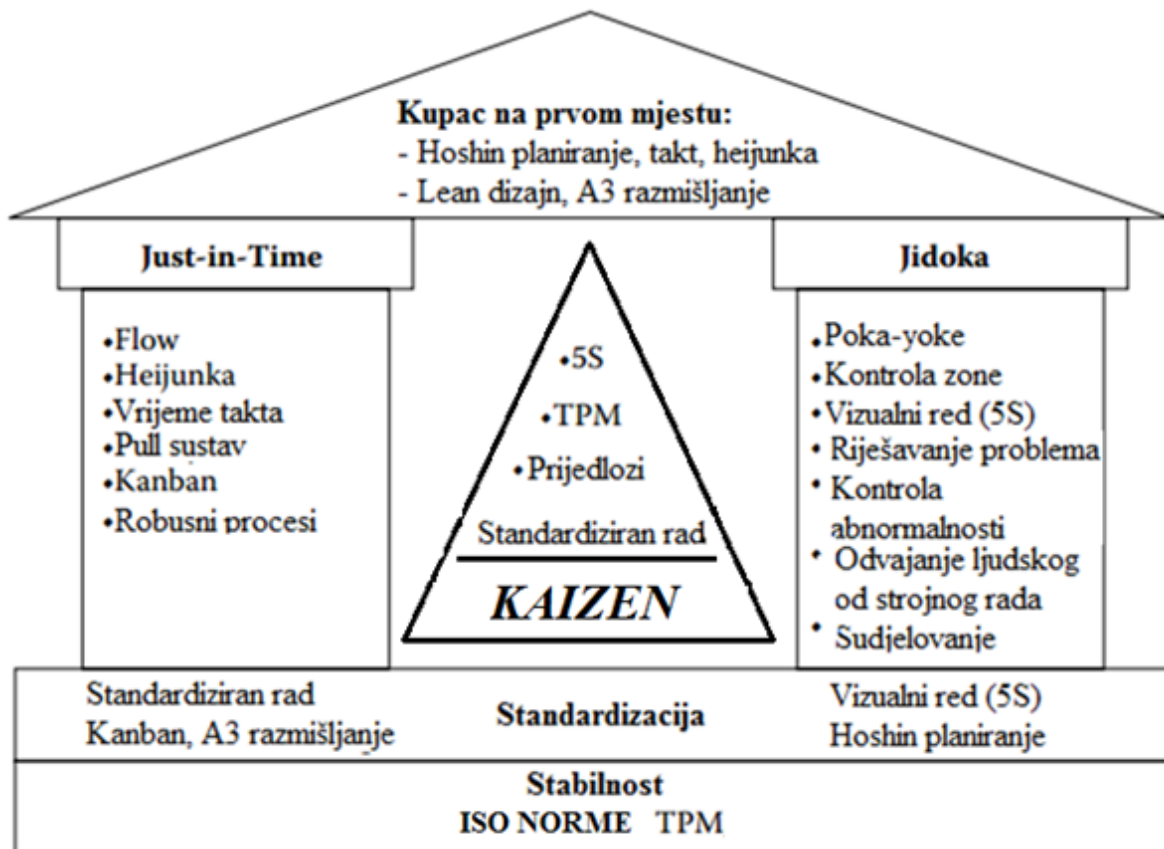 Kupac na prvom mjestu:
- Hoshin planiranje, takt, heijunka
- Lean dizajn, A3 razmišljanje
Just-in-Time
•Flow
•Heijunka
•Vrijeme takta
•Pull sustav
•Kanban
•Robusni procesi
•5S
•TPM
•Prijedlozi
Standardiziran rad
KAIZEN
Jidoka
•Poka-yoke
•Kontrola zone
•Vizualni red (5S)
•Riješavanje problema
• Kontrola
abnormalnosti
• Odvajanje ljudskog
od strojnog rada
• Sudjelovanje
Standardiziran rad
Kanban, A3 razmišljanje
Standardizacija
Vizualni red (5S)
Hoshin planiranje
Stabilnost
ISO NORME TPM